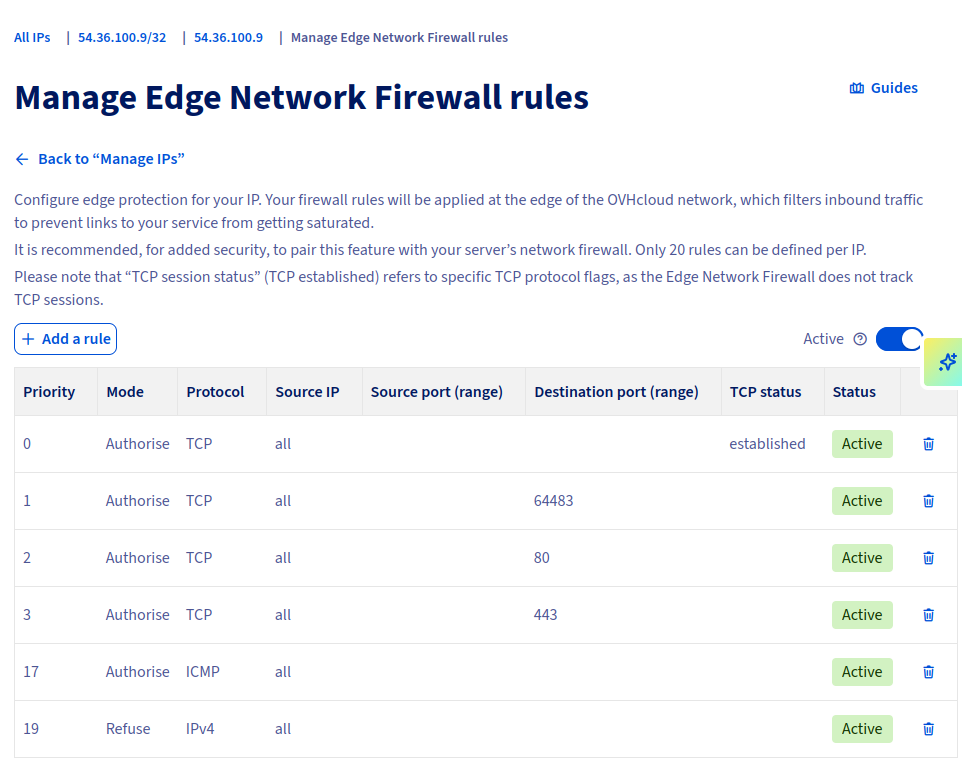 All IPs | 54.36.100.9/32 | 54.36.100.9 | Manage Edge Network Firewall rules
Manage Edge Network Firewall rules
Guides
Back to “Manage IPs”
Configure edge protection for your IP. Your firewall rules will be applied at the edge of the OVHcloud network, which filters inbound traffic
to prevent links to your service from getting saturated.
It is recommended, for added security, to pair this feature with your server’s network firewall. Only 20 rules can be defined per IP.
Please note that “TCP session status” (TCP established) refers to specific TCP protocol flags, as the Edge Network Firewall does not track
TCP sessions.
+ Add a rule
Active ?
Priority Mode Protocol Source IP Source port (range) Destination port (range) TCP status Status
0 Authorise TCP all established Active
1 Authorise TCP all 64483 Active
2 Authorise TCP all 80 Active
3 Authorise TCP all 443 Active
17 Authorise ICMP all Active
19 Refuse IPv4 all Active